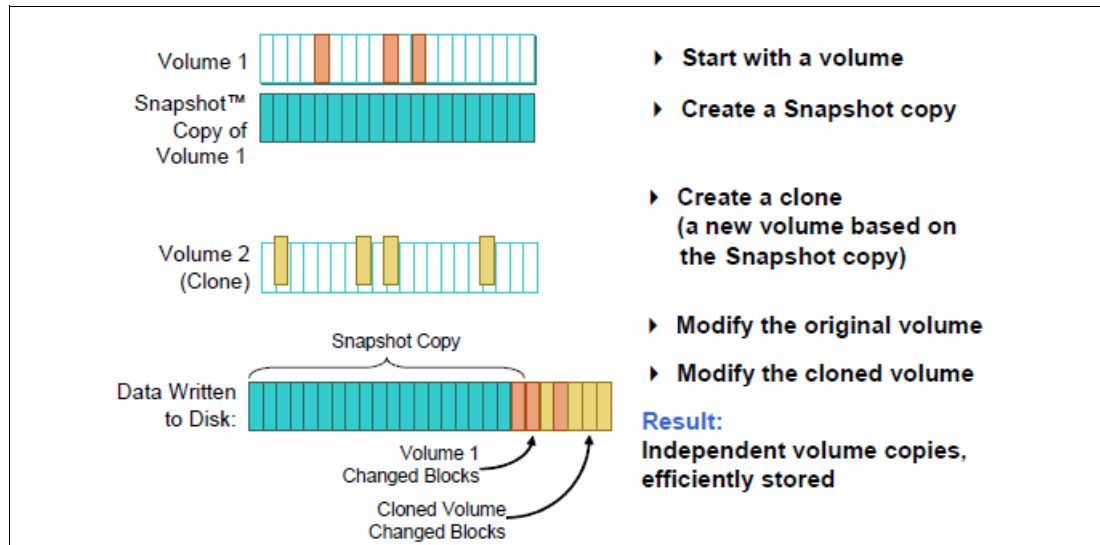 Volume 1
Snapshot™
Copy of
Volume 1
Volume 2
(Clone)
Snapshot Copy
Data Written
to Disk:
Volume 1
Changed Blocks
Cloned Volume
Changed Blocks
Start with a volume
Create a Snapshot copy
Create a clone
(a new volume based on
the Snapshot copy)
Modify the original volume
Modify the cloned volume
Result:
Independent volume copies,
efficiently stored